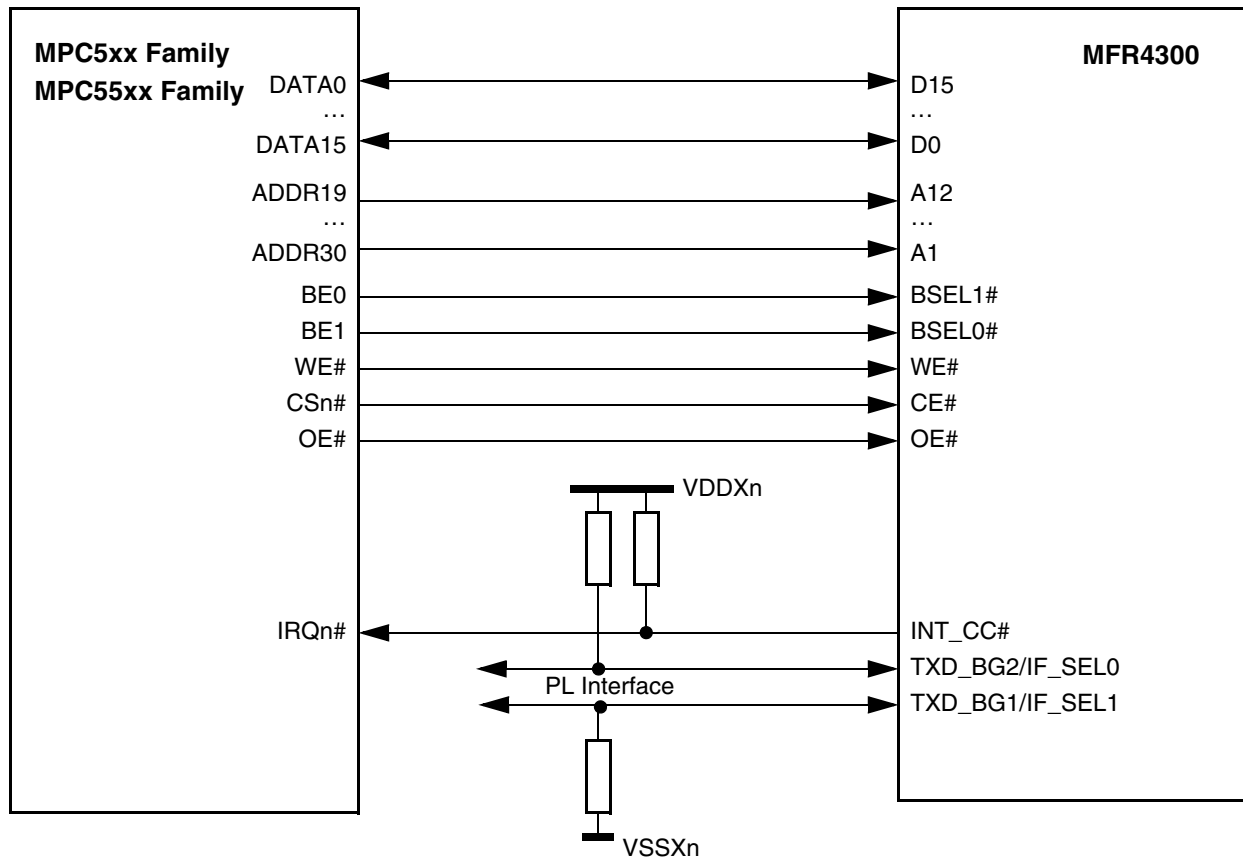 MPC5xx Family
MPC55xx Family
MFR4300
DATA0
D15
...
...
DATA15
D0
ADDR19
A12
...
...
ADDR30
A1
BE0
BSEL1#
BE1
BSEL0#
WE#
WE#
CSn#
CE#
OE#
OE#
VDDXn
IRQn#
INT_CC#
TXD_BG2/IF_SEL0
PL Interface
TXD_BG1/IF_SEL1
VSSXn